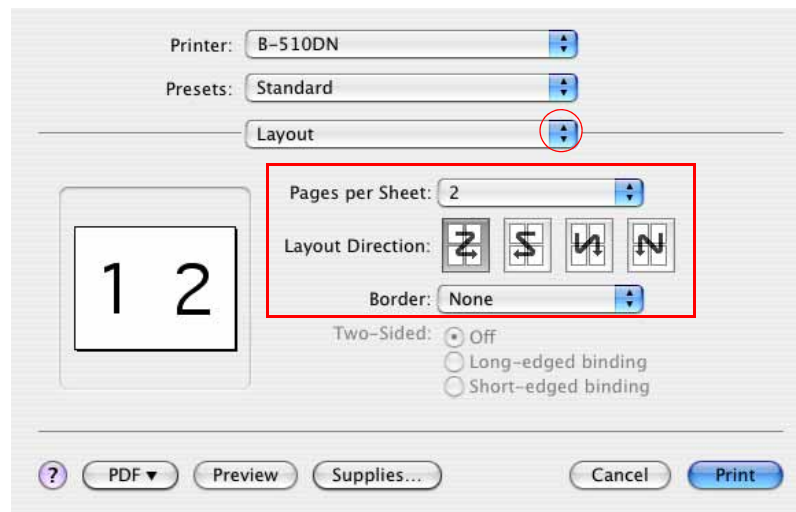 Printer: B-510DN
Presets: Standard
Layout
Pages per Sheet: 2
Layout Direction:
Border: None
Two-Sided: Off
Long-edged binding
Short-edged binding
1 2
? PDF Preview Supplies... Cancel Print